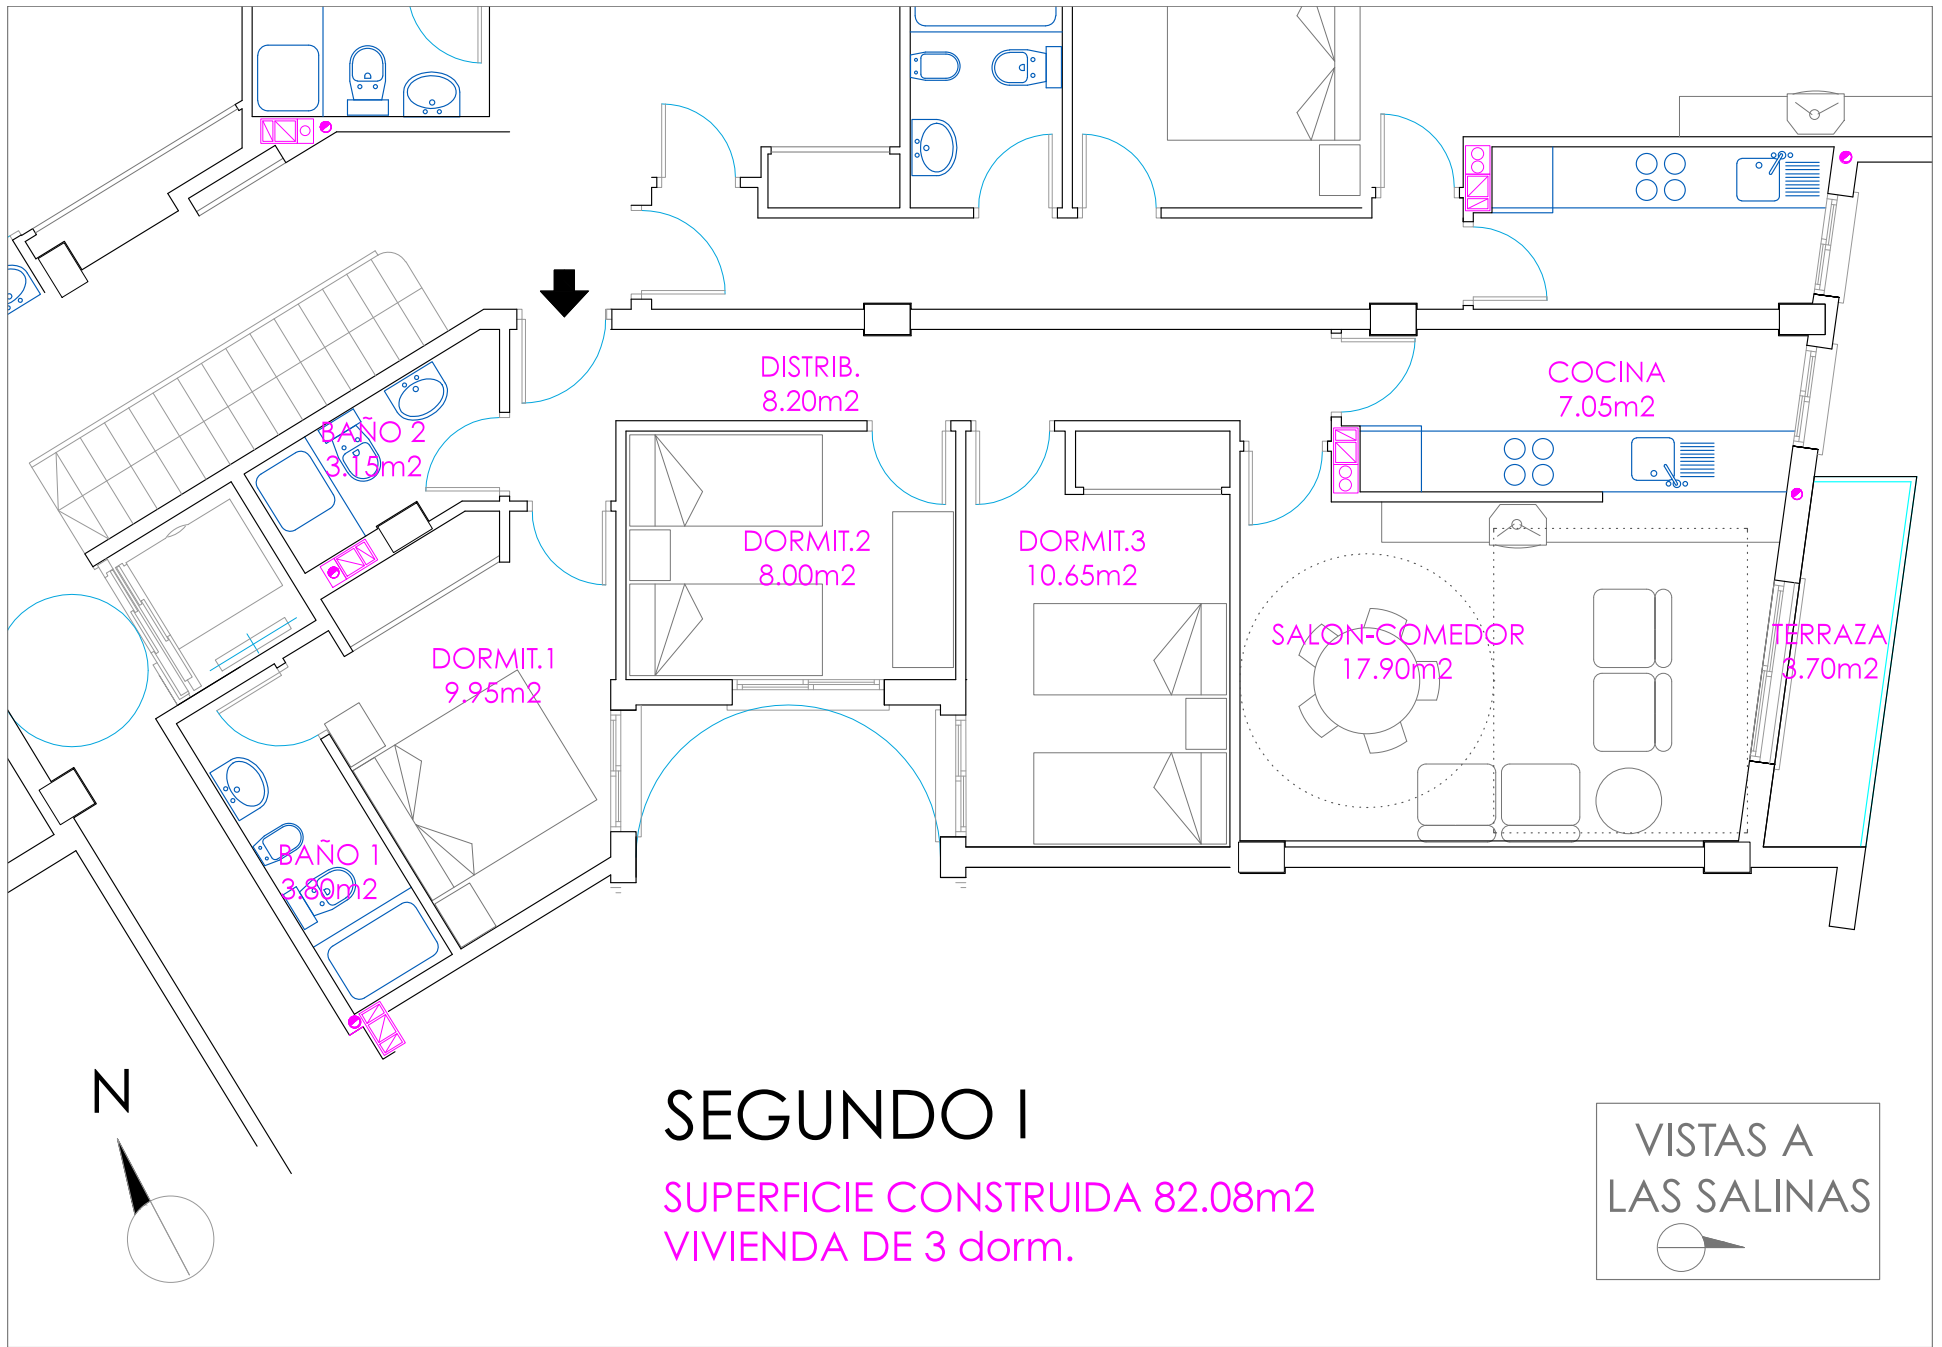 DISTRIB.
8.20m2
COCINA
7.05m2
BAÑO 2
3.15m2
DORMIT.2
8.00m2
DORMIT.3
10.65m2
SALON-COMEDOR
17.90m2
TERRAZA
3.70m2
DORMIT.1
9.95m2
BAÑO 1
3.80m2
N
SEGUNDO I
SUPERFICIE CONSTRUIDA 82.08m2
VIVIENDA DE 3 dorm.
VISTAS A
LAS SALINAS